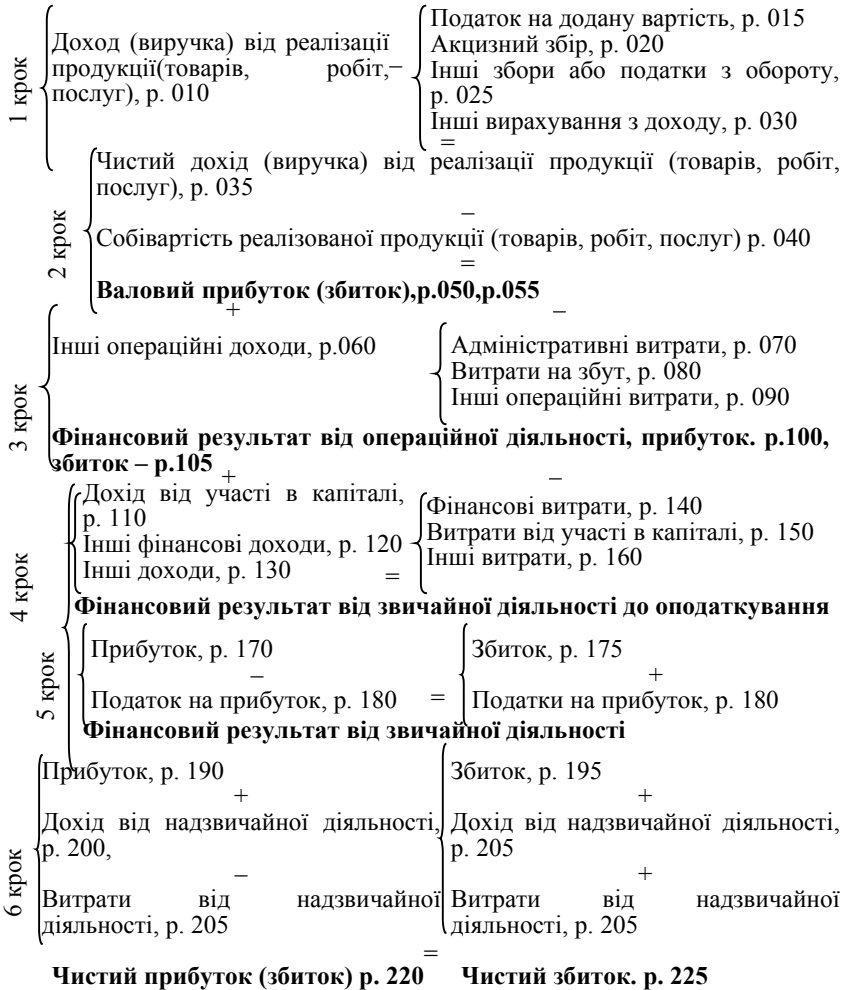 1 крок
Доход (виручка) від реалізації
продукції(товарів, робіт,
послуг), р. 010
–
Податок на додану вартість, р. 015
Акцизний збір, р. 020
Інші збори або податки з обороту,
р. 025
Інші вирахування з доходу, р. 030
=
2 крок
Чистий дохід (виручка) від реалізації продукції (товарів, робіт,
послуг), р. 035
–
Собівартість реалізованої продукції (товарів, робіт, послуг) р. 040
=
Валовий прибуток (збиток),р.050,р.055
3 крок
+
Інші операційні доходи, р.060
–
Адміністративні витрати, р. 070
Витрати на збут, р. 080
Інші операційні витрати, р. 090
Фінансовий результат від операційної діяльності, прибуток. р.100,
збиток – р.105
4 крок
+
Дохід від участі в капіталі,
р. 110
Інші фінансові доходи, р. 120
Інші доходи, р. 130
–
Фінансові витрати, р. 140
Витрати від участі в капіталі, р. 150
Інші витрати, р. 160
=
Фінансовий результат від звичайної діяльності до оподаткування
5 крок
Прибуток, р. 170
–
Податок на прибуток, р. 180
=
Збиток, р. 175
+
Податки на прибуток, р. 180
Фінансовий результат від звичайної діяльності
6 крок
Прибуток, р. 190
+
Дохід від надзвичайної діяльності,
р. 200,
–
Витрати від надзвичайної
діяльності, р. 205
Збиток, р. 195
+
Дохід від надзвичайної діяльності,
р. 205
+
Витрати від надзвичайної
діяльності, р. 205
=
Чистий прибуток (збиток) р. 220 Чистий збиток. р. 225